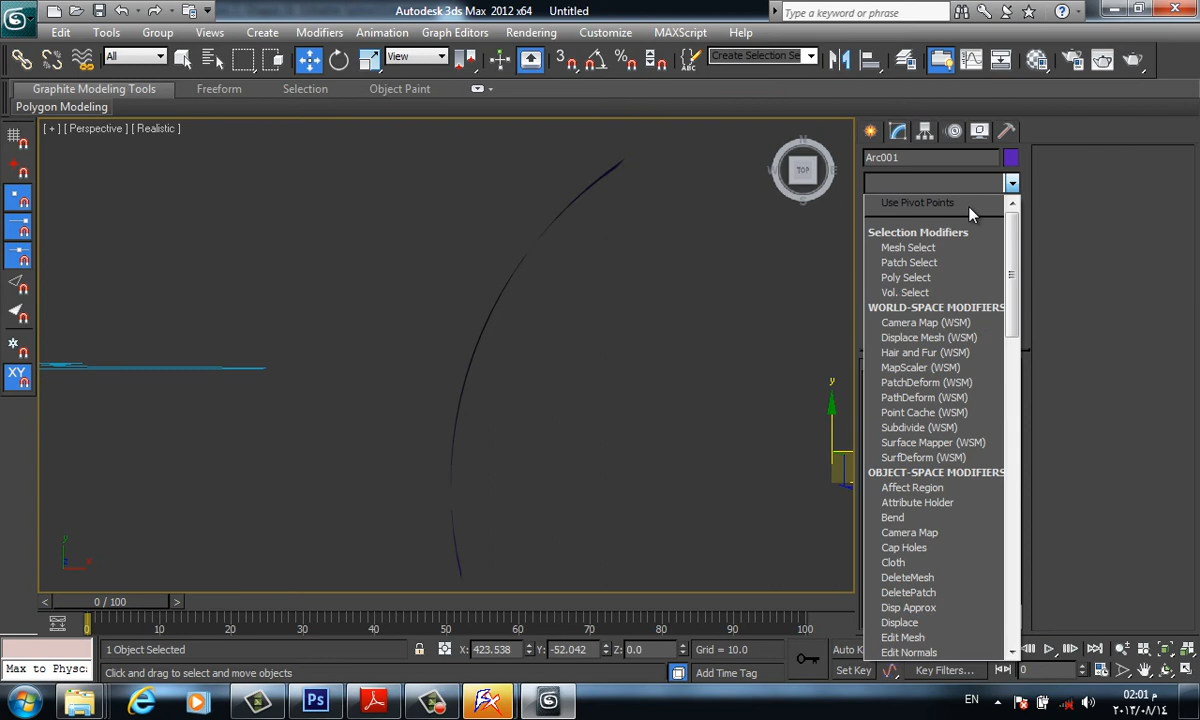 Autodesk 3ds Max 2012 x64    Untitled
Type a keyword or phrase
Edit Tools Group Views Create Modifiers Animation Graph Editors Rendering Customize MAXScript Help
All
View
3
Create Selection Se
Graphite Modeling Tools Freeform Selection Object Paint
Polygon Modeling
[ + ] [ Perspective ] [ Realistic ]
TOP
Arc001
Use Pivot Points
Selection Modifiers
Mesh Select
Patch Select
Poly Select
Vol. Select
WORLD-SPACE MODIFIERS
Camera Map (WSM)
Displace Mesh (WSM)
Hair and Fur (WSM)
MapScaler (WSM)
PatchDeform (WSM)
PathDeform (WSM)
Point Cache (WSM)
Subdivide (WSM)
Surface Mapper (WSM)
SurfDeform (WSM)
OBJECT-SPACE MODIFIERS
Affect Region
Attribute Holder
Bend
Camera Map
Cap Holes
Cloth
DeleteMesh
DeletePatch
Disp Approx
Displace
Edit Mesh
Edit Normals
XY
y
y
x
< 0 / 100 >
0 10 20 30 40 50 60 70 80 90 100
1 Object Selected X: 423.538 Y: -52.042 Z: 0.0 Grid = 10.0 Auto K
Max to Physc
Click and drag to select and move objects Add Time Tag Set Key Key Filters... 0
Ps
EN
02:01 م
٢٠١٣/٠٨/١٤